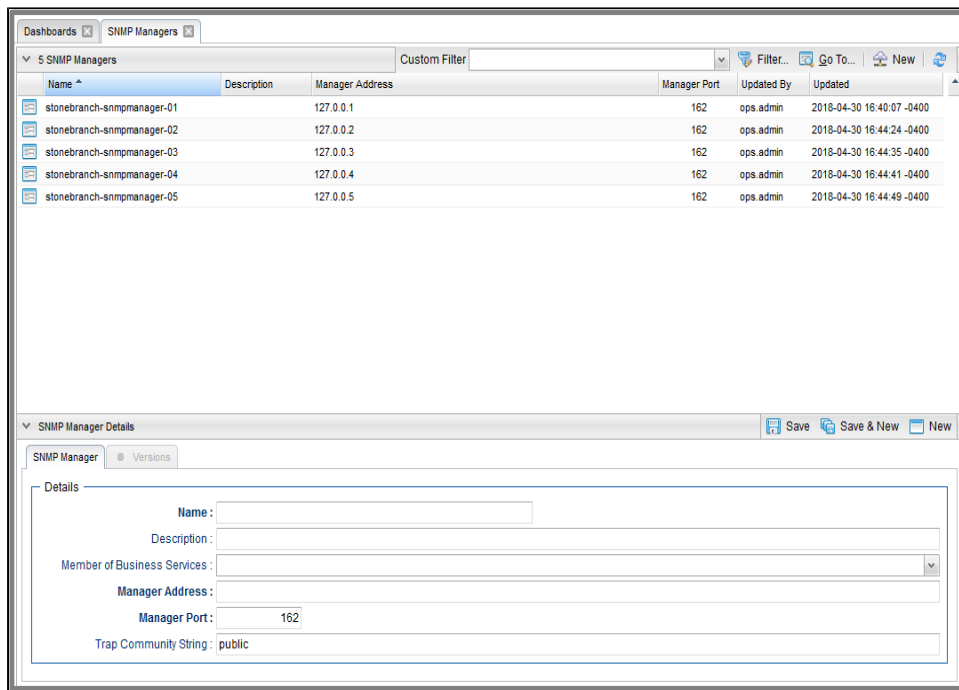 Dashboards SNMP Managers
5 SNMP Managers Custom Filter Filter... Go To... New
Name Description Manager Address Manager Port Updated By Updated
stonebranch-snmpmanager-01 127.0.0.1 162 ops.admin 2018-04-30 16:40:07 -0400
stonebranch-snmpmanager-02 127.0.0.2 162 ops.admin 2018-04-30 16:44:24 -0400
stonebranch-snmpmanager-03 127.0.0.3 162 ops.admin 2018-04-30 16:44:35 -0400
stonebranch-snmpmanager-04 127.0.0.4 162 ops.admin 2018-04-30 16:44:41 -0400
stonebranch-snmpmanager-05 127.0.0.5 162 ops.admin 2018-04-30 16:44:49 -0400
SNMP Manager Details Save Save & New New
SNMP Manager Versions
Details
Name :
Description :
Member of Business Services :
Manager Address :
Manager Port : 162
Trap Community String : public